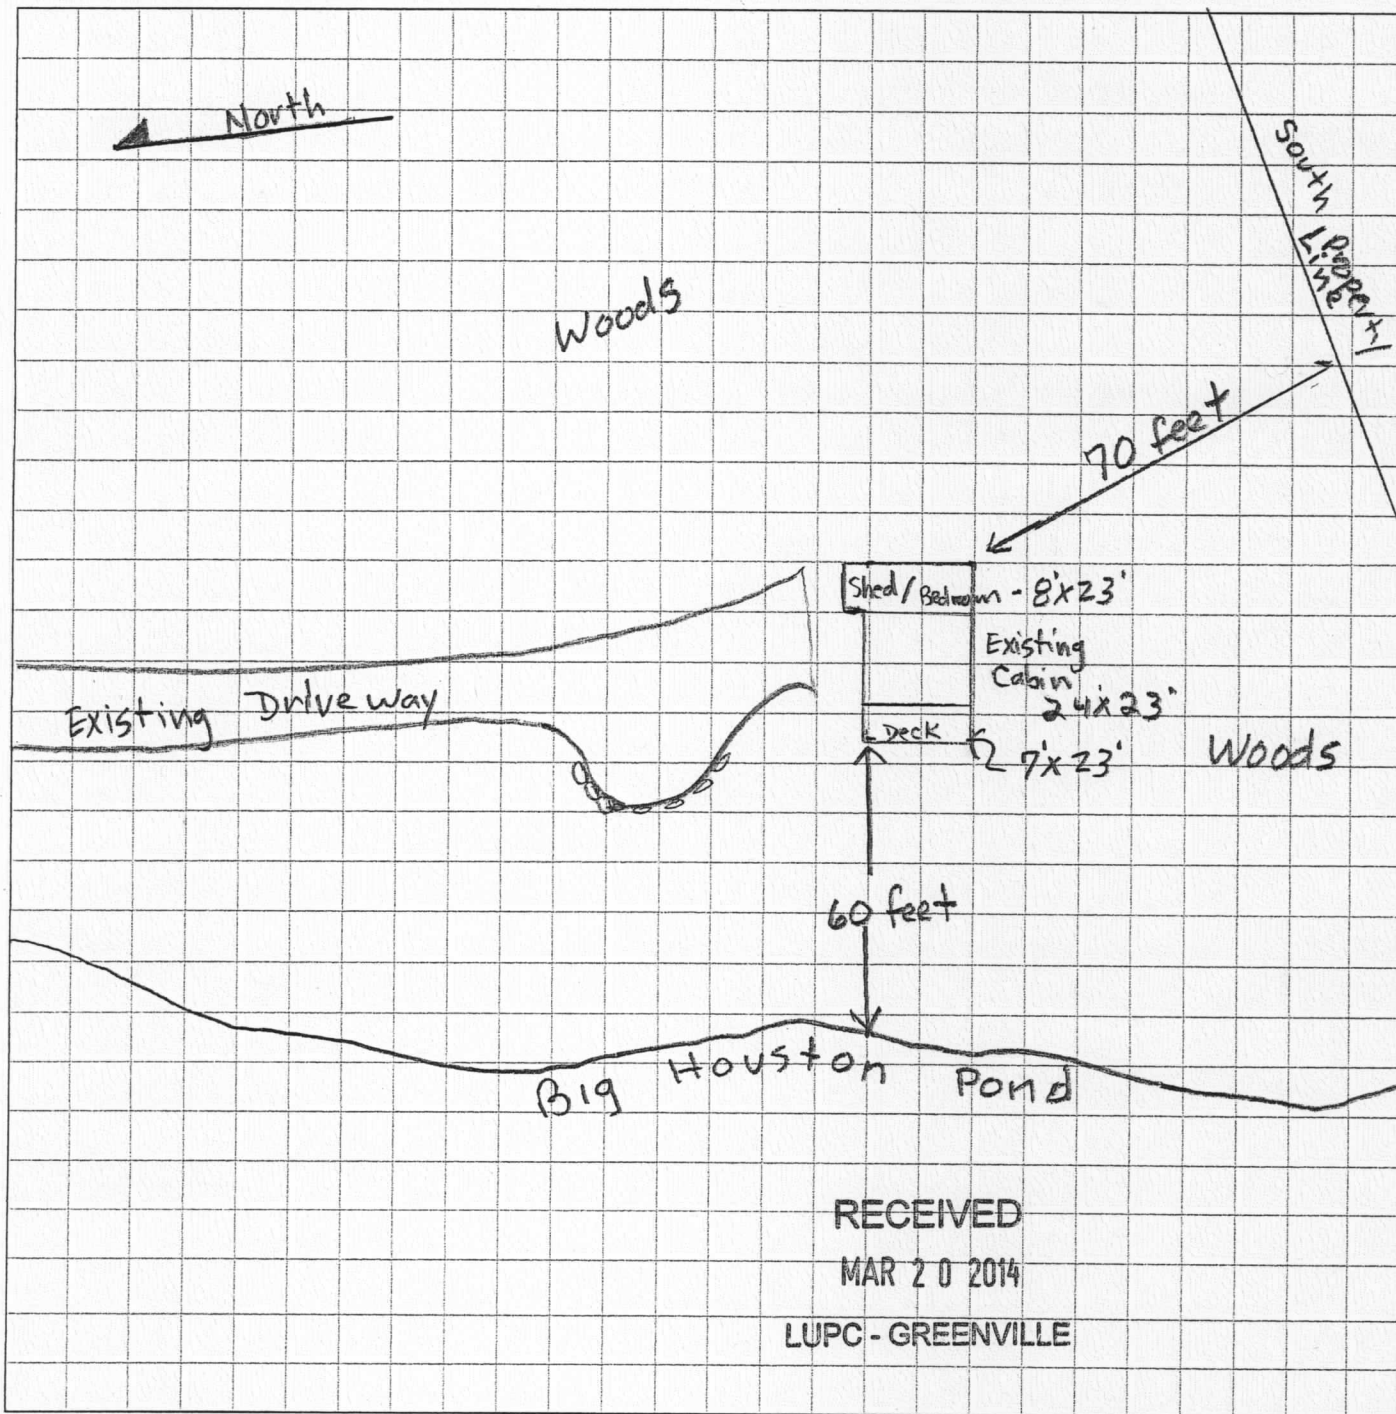 North
South
Property
Line
Woods
70 feet
Shed/Bedroom - 8'x23'
Existing
Cabin
24'x23'
Existing Driveway
Deck
7'x23'
Woods
60 feet
Big Houston Pond
RECEIVED
MAR 20 2014
LUPC - GREENVILLE